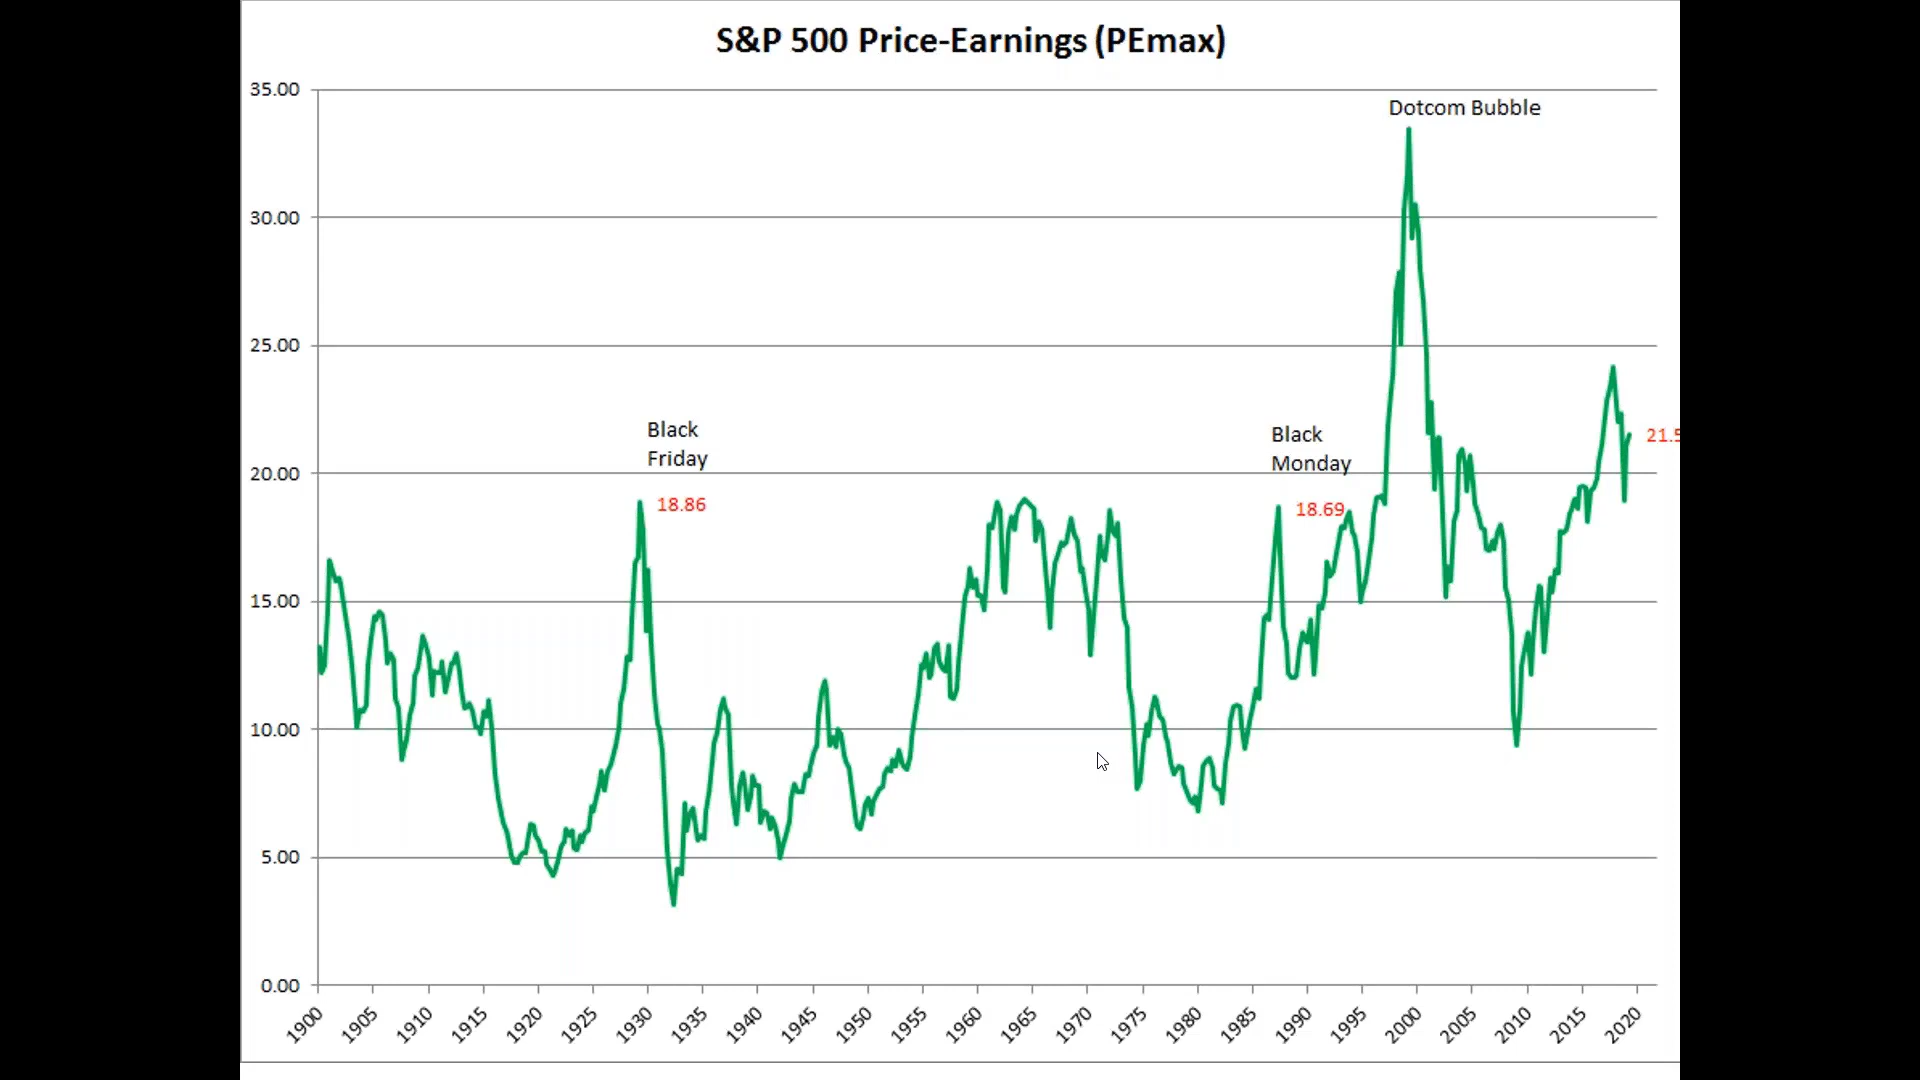 S&P 500 Price-Earnings (PEmax)
35.00
Dotcom Bubble
30.00
25.00
Black
Friday
Black
Monday
21.5
20.00
18.86
18.69
15.00
10.00
5.00
0.00
1900 1905 1910 1915 1920 1925 1930 1935 1940 1945 1950 1955 1960 1965 1970 1975 1980 1985 1990 1995 2000 2005 2010 2015 2020